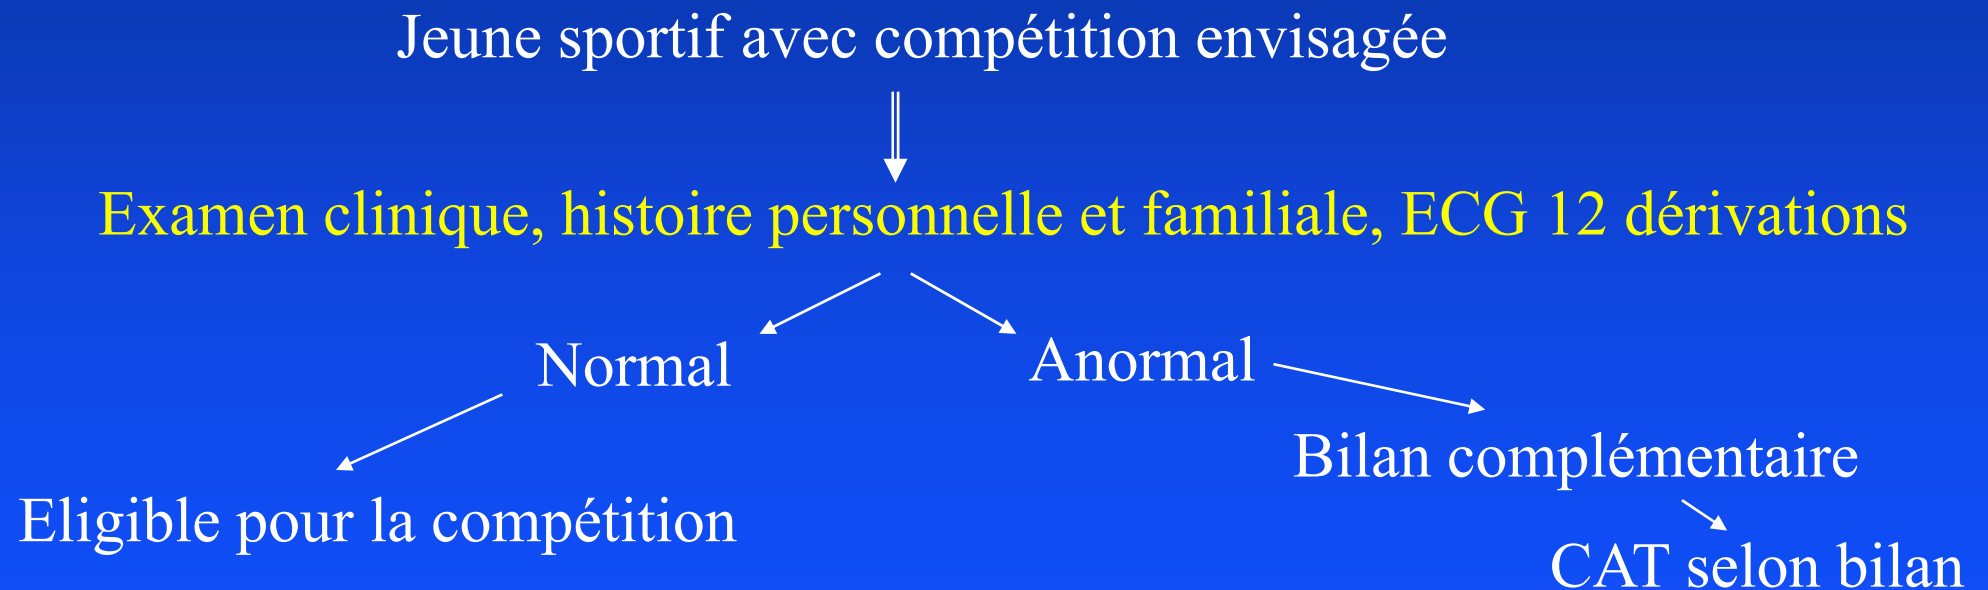 Jeune sportif avec compétition envisagée
Examen clinique, histoire personnelle et familiale, ECG 12 dérivations
Normal
Anormal
Bilan complémentaire
Eligible pour la compétition
CAT selon bilan